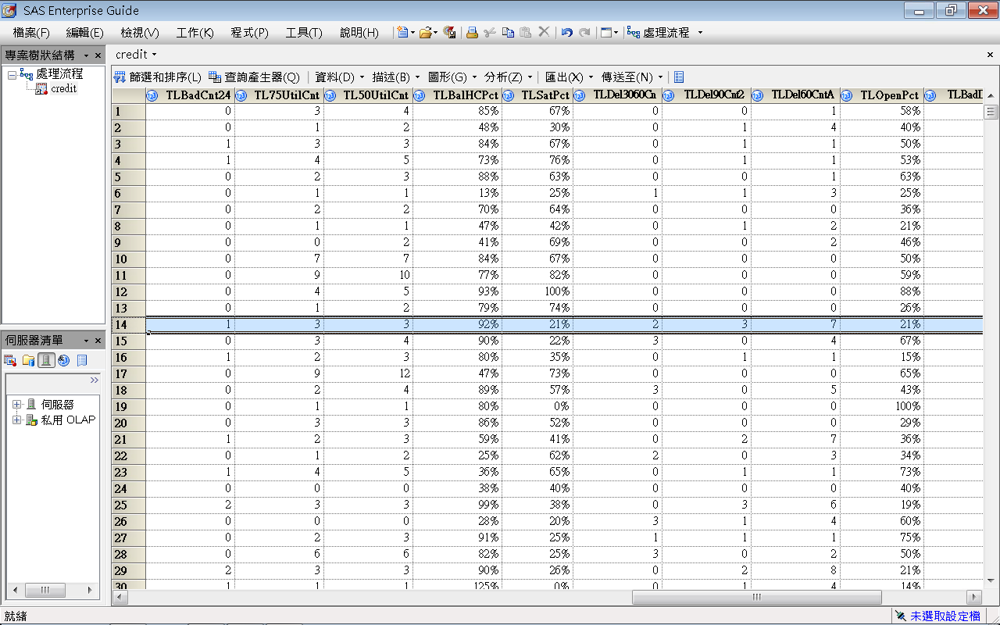 SAS Enterprise Guide
檔案(F) 編輯(E) 檢視(V) 工作(K) 程式(P) 工具(T) 說明(H) 處理流程
專案樹狀結構
處理流程
credit
credit
篩選和排序(L) 查詢產生器(Q) 資料(D) 描述(B) 圖形(G) 分析(Z) 匯出(X) 傳送至(N)
TLBadCnt24 TL75UtilCnt TL50UtilCnt TLBalHCPct TLSatPct TLDel3060Cn TLDel90Cnt2 TLDel60CntA TLOpenPct
1 0 3 4 85% 67% 0 0 1 58%
2 0 1 2 48% 30% 0 1 4 40%
3 1 3 3 84% 67% 0 1 1 50%
4 1 4 5 73% 76% 0 1 1 53%
5 0 2 3 88% 63% 0 0 1 63%
6 0 1 1 13% 25% 1 1 3 25%
7 0 2 2 70% 64% 0 0 0 36%
8 0 1 1 47% 42% 0 1 2 21%
9 0 0 2 41% 69% 0 0 2 46%
10 0 7 7 84% 67% 0 0 0 50%
11 0 9 10 77% 82% 0 0 0 59%
12 0 4 5 93% 100% 0 0 0 88%
13 0 1 2 79% 74% 0 0 0 26%
14 1 3 3 92% 21% 2 3 7 21%
15 0 3 4 90% 22% 3 0 4 67%
16 1 2 3 80% 35% 0 1 1 15%
17 0 9 12 47% 73% 0 0 0 65%
18 0 2 4 89% 57% 3 0 5 43%
19 0 1 1 80% 0% 0 0 0 100%
20 0 3 3 86% 52% 0 0 0 29%
21 1 2 3 59% 41% 0 2 7 36%
22 0 1 2 25% 62% 2 0 3 34%
23 1 4 5 36% 65% 0 1 1 73%
24 0 0 0 38% 40% 0 0 0 40%
25 2 3 3 99% 38% 0 3 6 19%
26 0 0 0 28% 20% 3 1 4 60%
27 0 2 3 91% 25% 1 1 1 75%
28 0 6 6 82% 25% 3 0 2 50%
29 2 3 3 90% 26% 0 2 8 21%
30 1 1 1 125% 0% 0 1 4 14%
伺服器清單
伺服器
私用 OLAP
就緒
未選取設定檔